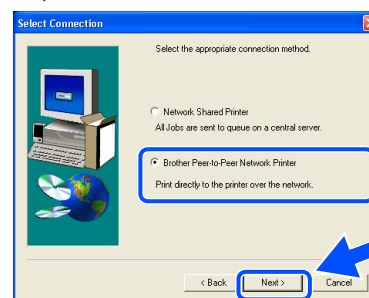 Select Connection
Select the appropriate connection method.
Network Shared Printer
All Jobs are sent to queue on a central server.
Brother Peer-to-Peer Network Printer
Print directly to the printer over the network.
< Back Next > Cancel